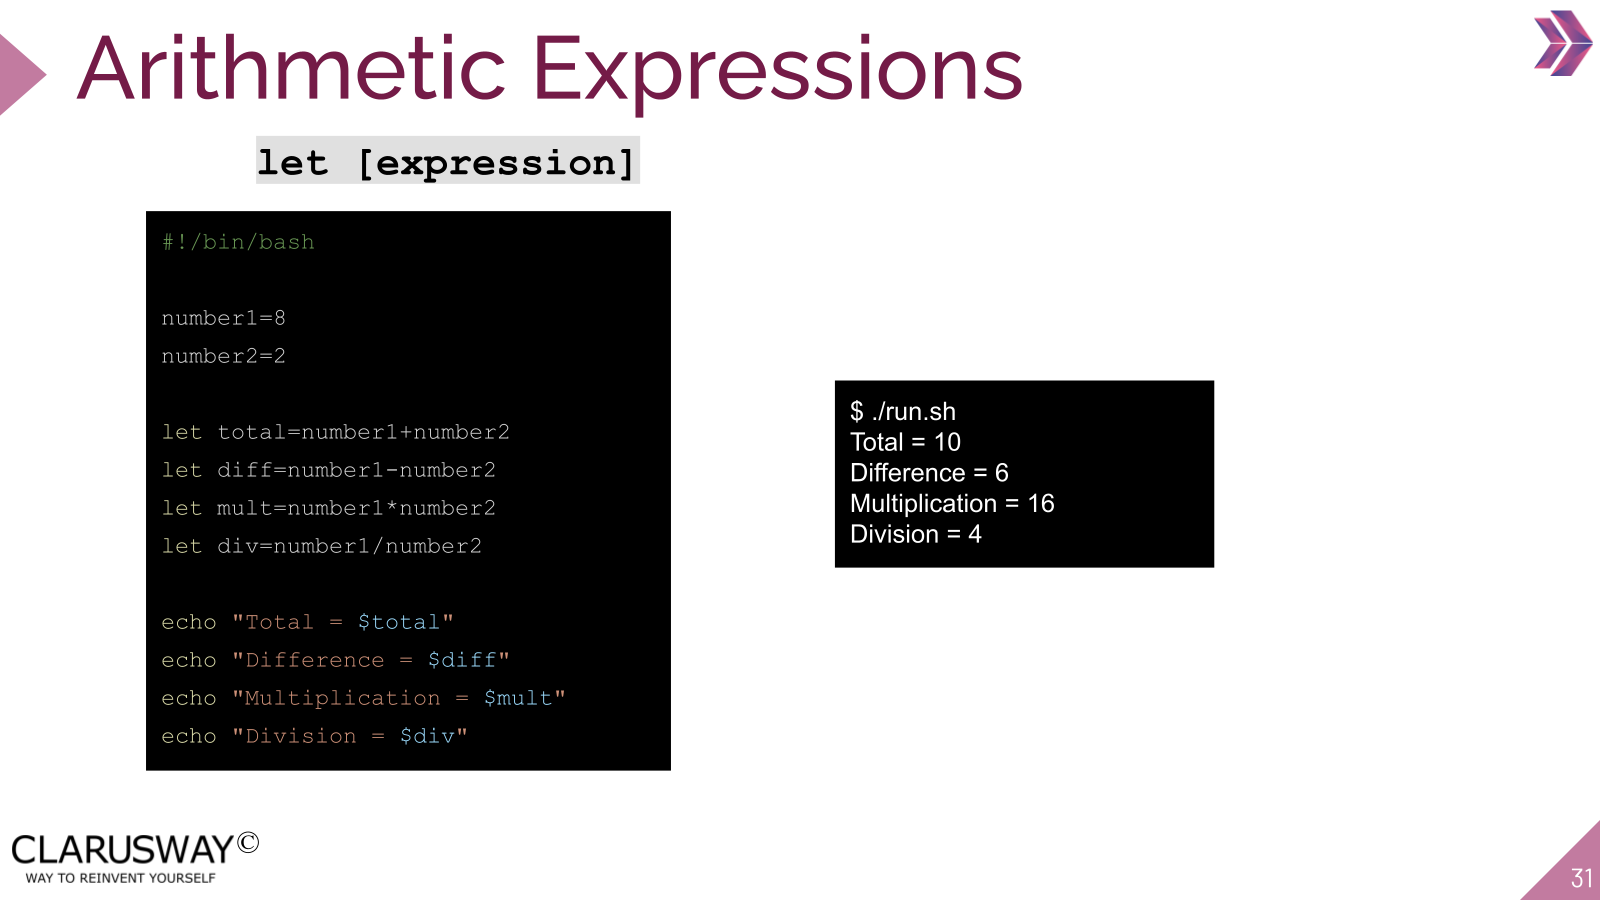 Arithmetic Expressions
let [expression]
#!/bin/bash
number1=8
number2=2
let total=number1+number2
let diff=number1-number2
let mult=number1*number2
let div=number1/number2
echo "Total = $total"
echo "Difference = $diff"
echo "Multiplication = $mult"
echo "Division = $div"
$ ./run.sh
Total = 10
Difference = 6
Multiplication = 16
Division = 4
CLARUSWAY©
WAY TO REINVENT YOURSELF
31